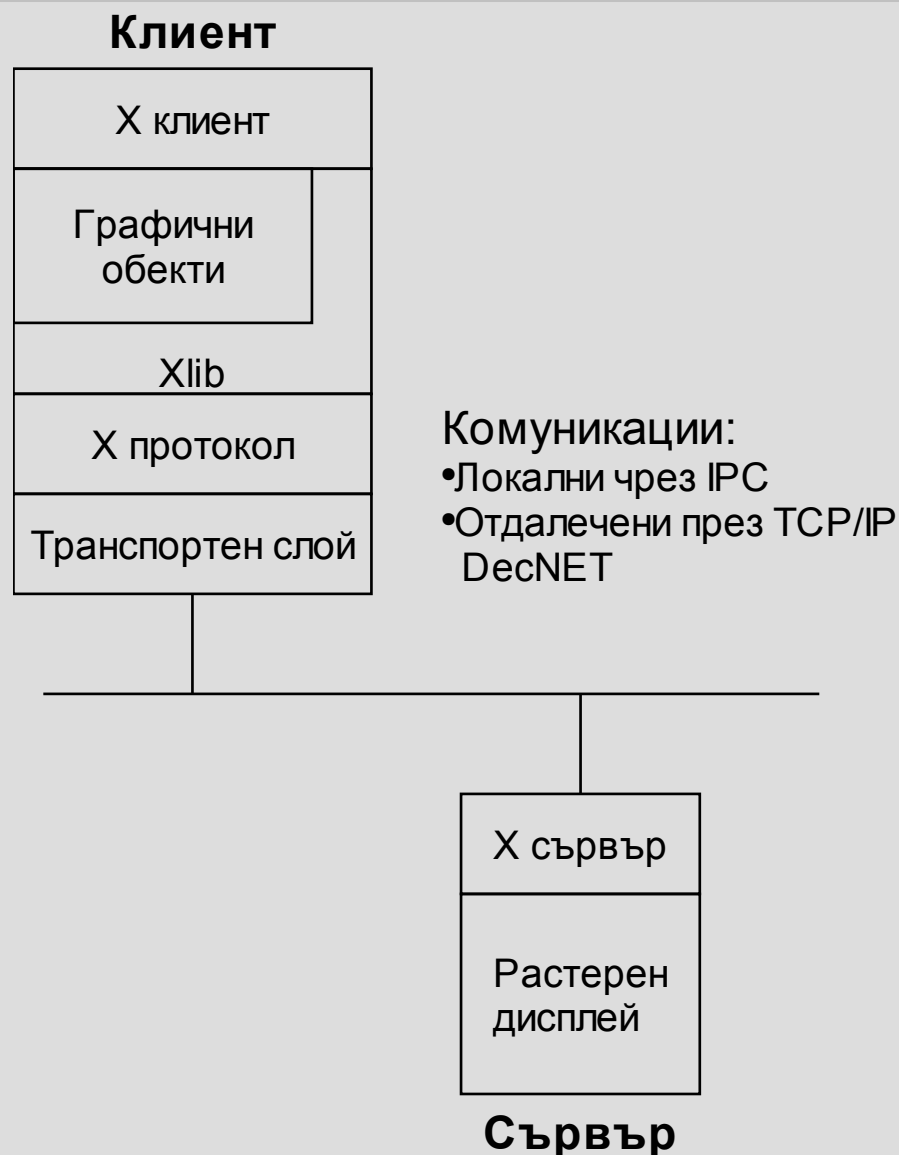 Клиент
X клиент
Графични
обекти
Xlib
X протокол
Транспортен слой
Комуникации:
•Локални чрез IPC
•Отдалечени през TCP/IP
DecNET
X сървър
Растерен
дисплей
Сървър